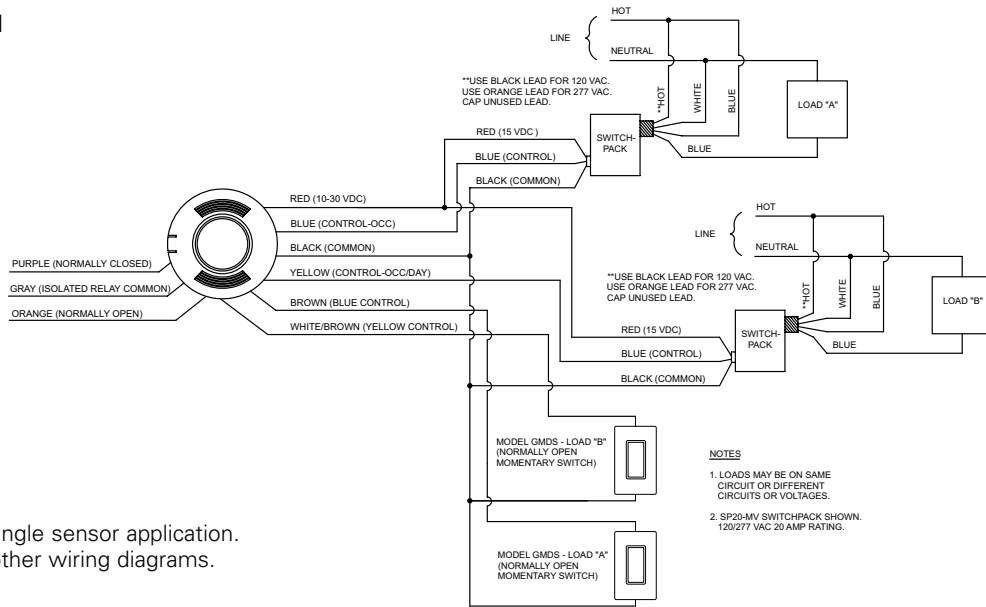 HOT
LINE
NEUTRAL
**USE BLACK LEAD FOR 120 VAC.
USE ORANGE LEAD FOR 277 VAC.
CAP UNUSED LEAD.
**HOT
WHITE
BLUE
LOAD "A"
SWITCH-
PACK
BLUE
RED (15 VDC )
BLUE (CONTROL)
BLACK (COMMON)
RED (10-30 VDC)
BLUE (CONTROL-OCC)
BLACK (COMMON)
YELLOW (CONTROL-OCC/DAY)
BROWN (BLUE CONTROL)
WHITE/BROWN (YELLOW CONTROL)
PURPLE (NORMALLY CLOSED)
GRAY (ISOLATED RELAY COMMON)
ORANGE (NORMALLY OPEN)
HOT
LINE
NEUTRAL
**USE BLACK LEAD FOR 120 VAC.
USE ORANGE LEAD FOR 277 VAC.
CAP UNUSED LEAD.
**HOT
WHITE
BLUE
LOAD "B"
SWITCH-
PACK
BLUE
RED (15 VDC)
BLUE (CONTROL)
BLACK (COMMON)
MODEL GMDS - LOAD "B"
(NORMALLY OPEN
MOMENTARY SWITCH)
NOTES
1. LOADS MAY BE ON SAME
CIRCUIT OR DIFFERENT
CIRCUITS OR VOLTAGES.
2. SP20-MV SWITCHPACK SHOWN.
120/277 VAC 20 AMP RATING.
MODEL GMDS - LOAD "A"
(NORMALLY OPEN
MOMENTARY SWITCH)
sensor application.
other wiring diagrams.